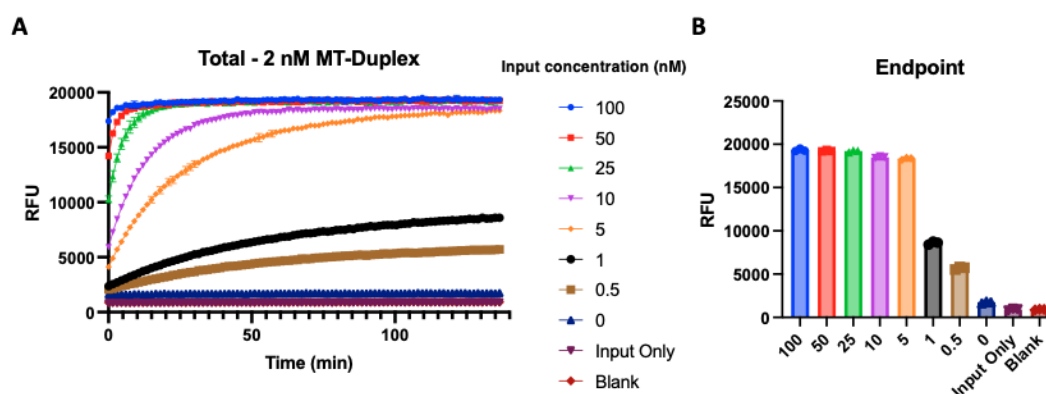 A
Total - 2 nM MT-Duplex
RFU
20000
15000
10000
5000
0
0
50
100
Time (min)
Input concentration (nM)
100
50
25
10
5
1
0.5
0
Input Only
Blank
B
Endpoint
RFU
25000
20000
15000
10000
5000
0
100
50
25
10
5
1
0.5
0
Input Only
Blank